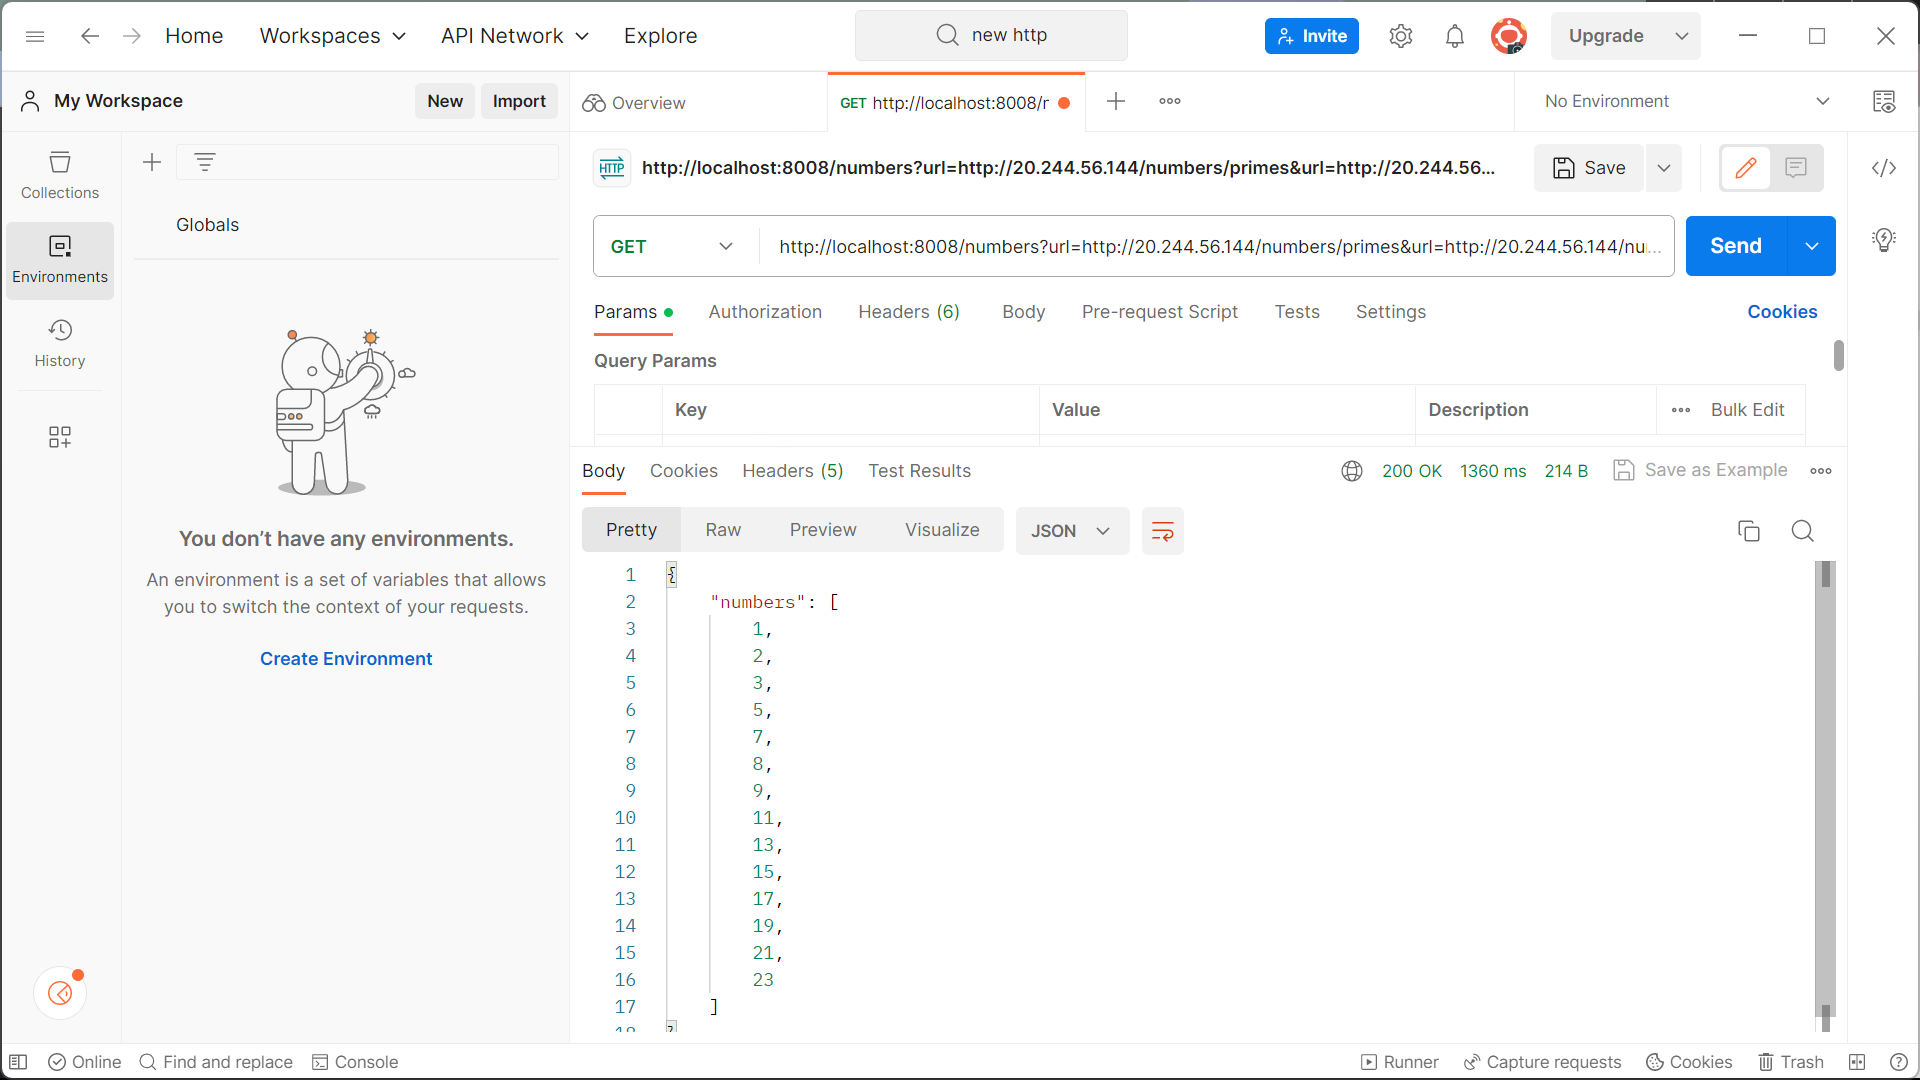 Home Workspaces API Network Explore new http Invite Upgrade
My Workspace New Import Overview GET http://localhost:8008/r No Environment
Collections
Environments
History
Globals
You don’t have any environments.
An environment is a set of variables that allows
you to switch the context of your requests.
Create Environment
HTTP http://localhost:8008/numbers?url=http://20.244.56.144/numbers/primes&url=http://20.244.56... Save
GET http://localhost:8008/numbers?url=http://20.244.56.144/numbers/primes&url=http://20.244.56.144/nu... Send
Params Authorization Headers (6) Body Pre-request Script Tests Settings Cookies
Query Params
Key Value Description Bulk Edit
Body Cookies Headers (5) Test Results 200 OK 1360 ms 214 B Save as Example
Pretty Raw Preview Visualize JSON
1 {
2 "numbers": [
3 1,
4 2,
5 3,
6 5,
7 7,
8 8,
9 9,
10 11,
11 13,
12 15,
13 17,
14 19,
15 21,
16 23
17 ]
18 }
Online Find and replace Console Runner Capture requests Cookies Trash